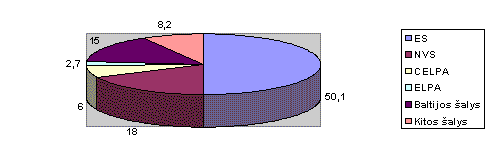 8,2
15
2,7
6
18
50,1
ES
NVS
CELPA
ELPA
Baltijos šalys
Kitos šalys